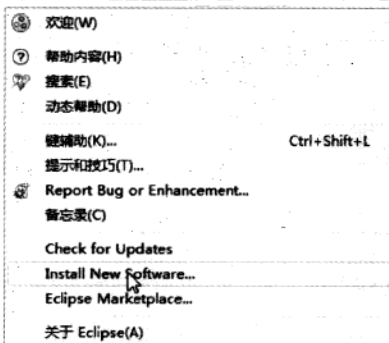 欢迎(W)
帮助内容(H)
搜索(E)
动态帮助(D)
键辅助(K)... Ctrl+Shift+L
提示和技巧(T)...
Report Bug or Enhancement...
备忘录(C)
Check for Updates
Install New Software...
Eclipse Marketplace...
关于 Eclipse(A)